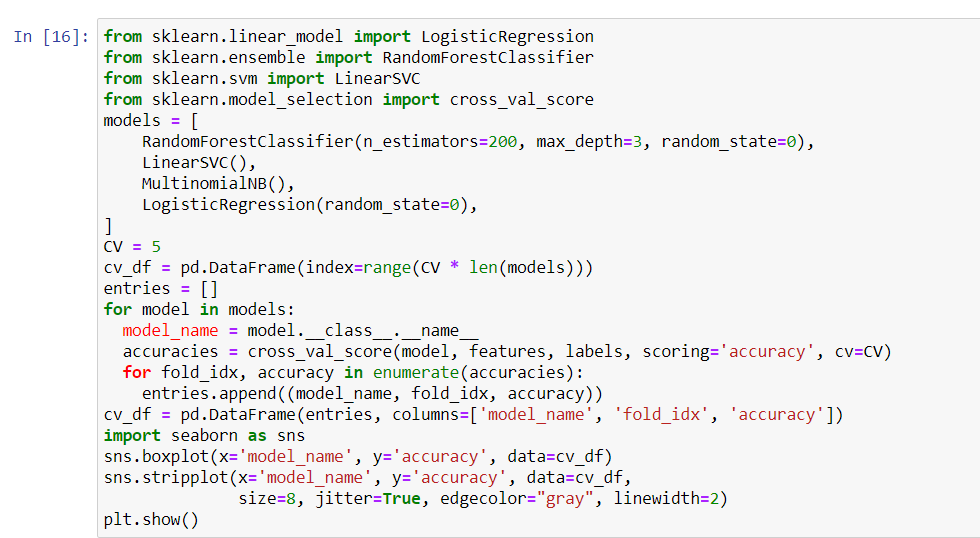 In [16]: from sklearn.linear_model import LogisticRegression
from sklearn.ensemble import RandomForestClassifier
from sklearn.svm import LinearSVC
from sklearn.model_selection import cross_val_score
models = [
    RandomForestClassifier(n_estimators=200, max_depth=3, random_state=0),
    LinearSVC(),
    MultinomialNB(),
    LogisticRegression(random_state=0),
]
CV = 5
cv_df = pd.DataFrame(index=range(CV * len(models)))
entries = []
for model in models:
  model_name = model.__class__.__name__
  accuracies = cross_val_score(model, features, labels, scoring='accuracy', cv=CV)
  for fold_idx, accuracy in enumerate(accuracies):
    entries.append((model_name, fold_idx, accuracy))
cv_df = pd.DataFrame(entries, columns=['model_name', 'fold_idx', 'accuracy'])
import seaborn as sns
sns.boxplot(x='model_name', y='accuracy', data=cv_df)
sns.stripplot(x='model_name', y='accuracy', data=cv_df,
              size=8, jitter=True, edgecolor="gray", linewidth=2)
plt.show()